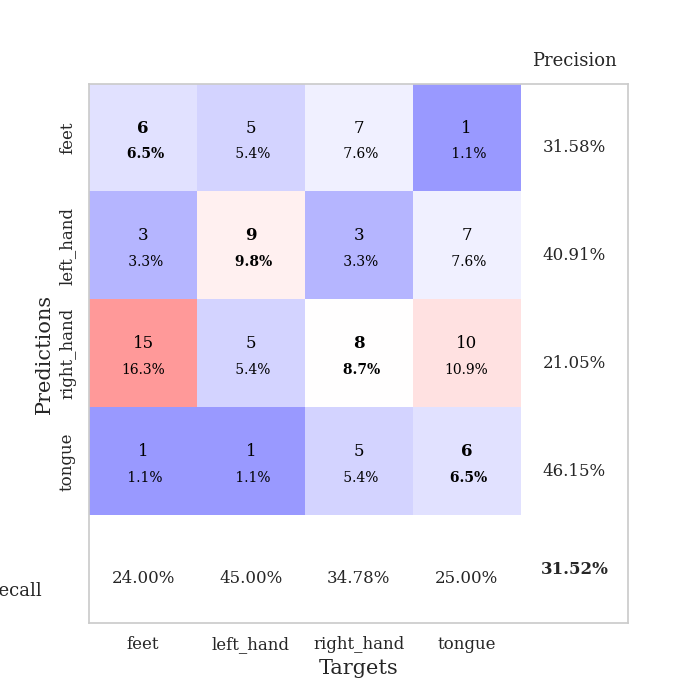 Precision
feet
6 5 7 1
6.5% 5.4% 7.6% 1.1%
31.58%
left_hand
3 9 3 7
3.3% 9.8% 3.3% 7.6%
40.91%
Predictions
right_hand
15 5 8 10
16.3% 5.4% 8.7% 10.9%
21.05%
tongue
1 1 5 6
1.1% 1.1% 5.4% 6.5%
46.15%
ecall
24.00% 45.00% 34.78% 25.00%
31.52%
feet left_hand right_hand tongue
Targets